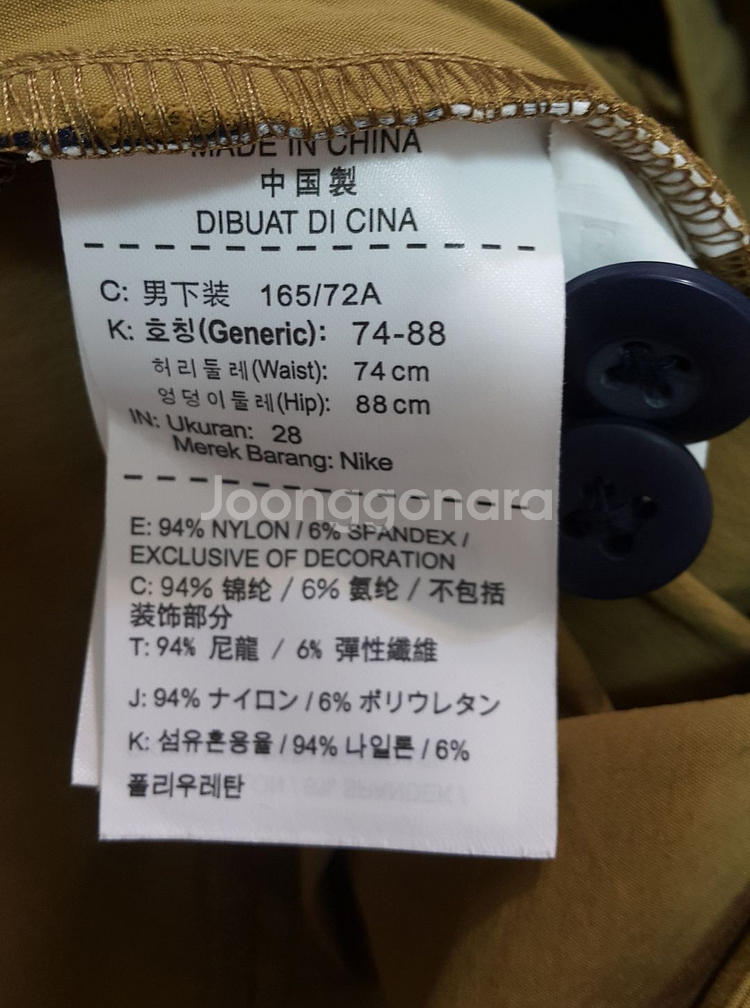 MADE IN CHINA
中国製
DIBUAT DI CINA
C: 男下装 165/72A
K: 호칭(Generic): 74-88
허리둘레(Waist): 74 cm
엉덩이둘레(Hip): 88 cm
IN: Ukuran: 28
Merek Barang: Nike
Joonggonara
E: 94% NYLON / 6% SPANDEX /
EXCLUSIVE OF DECORATION
C: 94% 锦纶 / 6% 氨纶 / 不包括
装饰部分
T: 94% 尼龍 / 6% 彈性纖維
J: 94% ナイロン / 6% ポリウレタン
K: 섬유혼용율 / 94% 나일론 / 6%
폴리우레탄